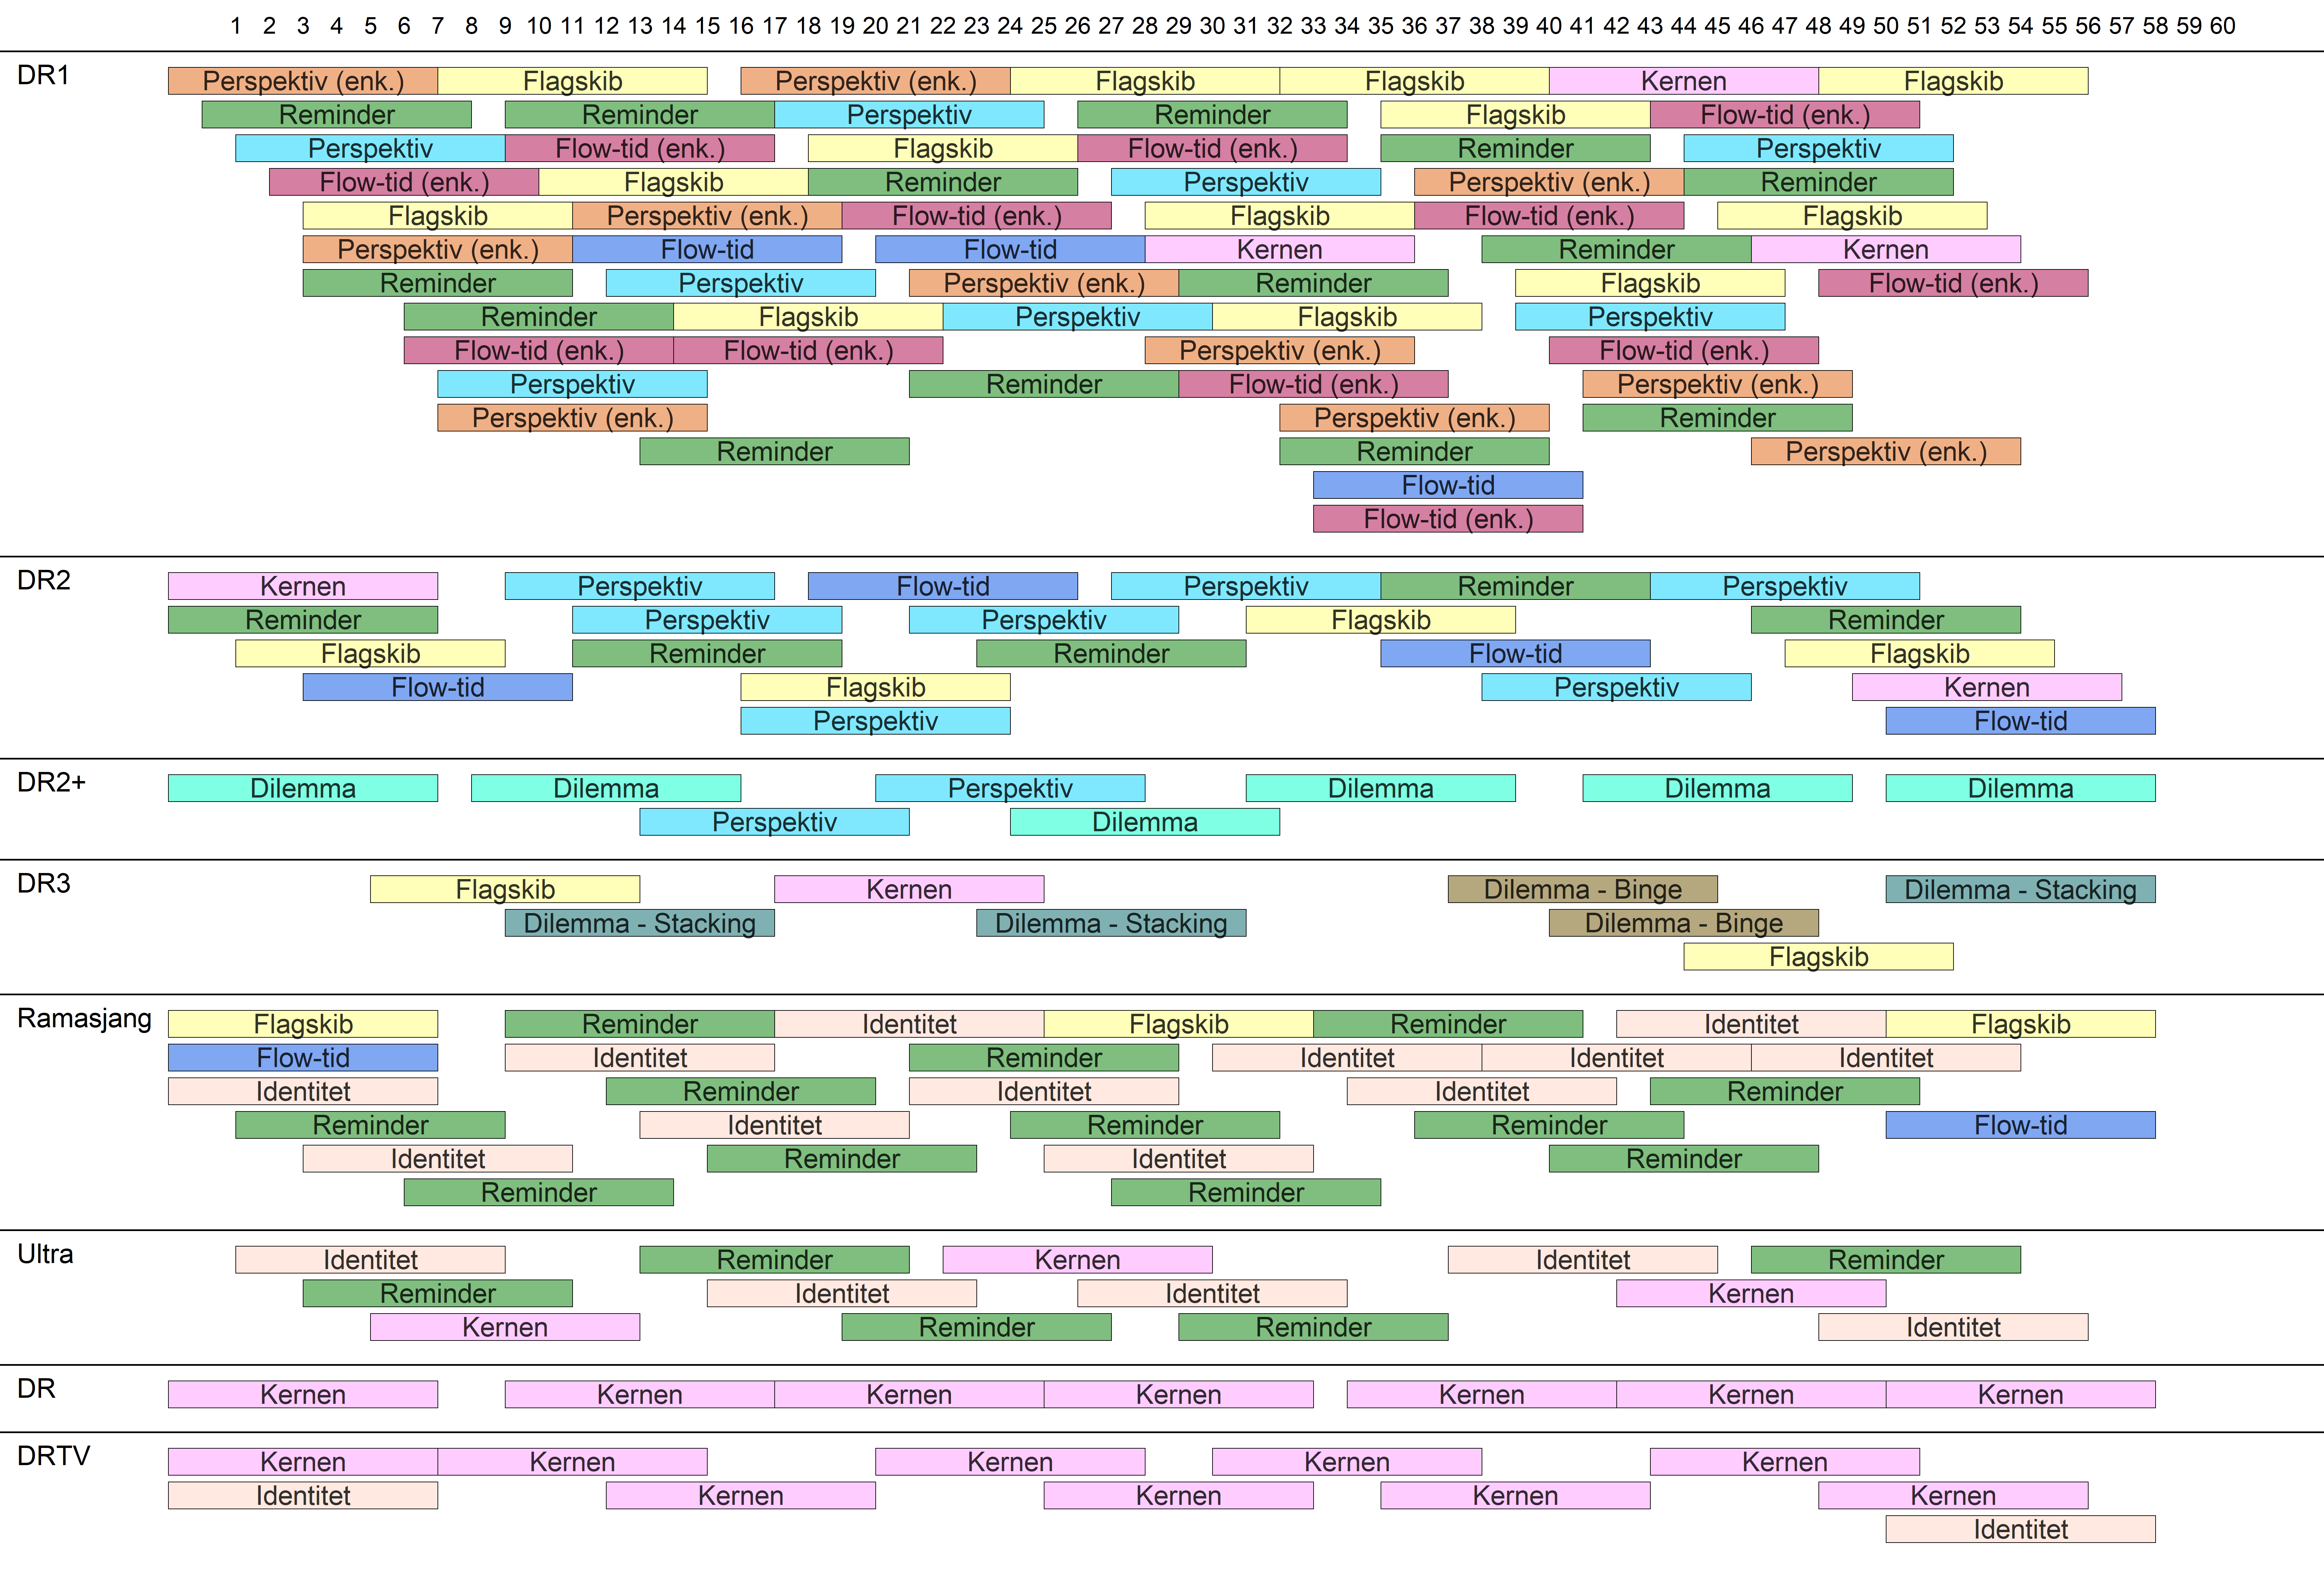 1 2 3 4 5 6 7 8 9 10 11 12 13 14 15 16 17 18 19 20 21 22 23 24 25 26 27 28 29 30 31 32 33 34 35 36 37 38 39 40 41 42 43 44 45 46 47 48 49 50 51 52 53 54 55 56 57 58 59 60
DR1 Perspektiv (enk.) Flagskib Perspektiv (enk.) Flagskib Flagskib Kernen Flagskib
Reminder Reminder Perspektiv Reminder Flagskib Flow-tid (enk.)
Perspektiv Flow-tid (enk.) Flagskib Flow-tid (enk.) Reminder Perspektiv
Flow-tid (enk.) Flagskib Reminder Perspektiv Perspektiv (enk.) Reminder
Flagskib Perspektiv (enk.) Flow-tid (enk.) Flagskib Flow-tid (enk.) Flagskib
Perspektiv (enk.) Flow-tid Flow-tid Kernen Reminder Kernen
Reminder Perspektiv Perspektiv (enk.) Reminder Flagskib Flow-tid (enk.)
Reminder Flagskib Perspektiv Flagskib Perspektiv
Flow-tid (enk.) Flow-tid (enk.) Perspektiv (enk.) Flow-tid (enk.)
Perspektiv Reminder Flow-tid (enk.) Perspektiv (enk.)
Perspektiv (enk.) Perspektiv (enk.) Reminder
Reminder Reminder Perspektiv (enk.)
Flow-tid
Flow-tid (enk.)
DR2 Kernen Perspektiv Flow-tid Perspektiv Reminder Perspektiv
Reminder Perspektiv Perspektiv Flagskib Reminder
Flagskib Reminder Reminder Flow-tid Flagskib
Flow-tid Flagskib Perspektiv Kernen
Perspektiv Flow-tid
DR2+ Dilemma Dilemma Perspektiv Dilemma Dilemma Dilemma
Perspektiv Dilemma
DR3 Flagskib Kernen Dilemma - Binge Dilemma - Stacking
Dilemma - Stacking Dilemma - Stacking Dilemma - Binge
Flagskib
Ramasjang Flagskib Reminder Identitet Flagskib Reminder Identitet Flagskib
Flow-tid Identitet Reminder Identitet Identitet Identitet
Identitet Reminder Identitet Identitet Reminder
Reminder Identitet Reminder Reminder Flow-tid
Identitet Reminder Identitet Reminder
Reminder Reminder
Ultra Identitet Reminder Kernen Identitet Reminder
Reminder Identitet Identitet Kernen
Kernen Reminder Reminder Identitet
DR Kernen Kernen Kernen Kernen Kernen Kernen Kernen
DRTV Kernen Kernen Kernen Kernen Kernen
Identitet Kernen Kernen Kernen Kernen
Identitet